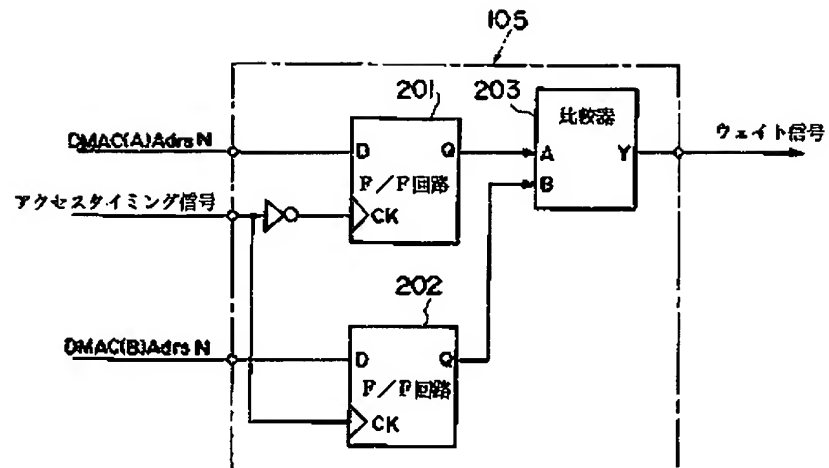 105
201
203
比較器
DMAC(A)Adrs N
D
Q
A
Y
ウェイト信号
F/F回路
B
アクセスタイミング信号
CK
202
DMAC(B)Adrs N
D
Q
F/F回路
CK